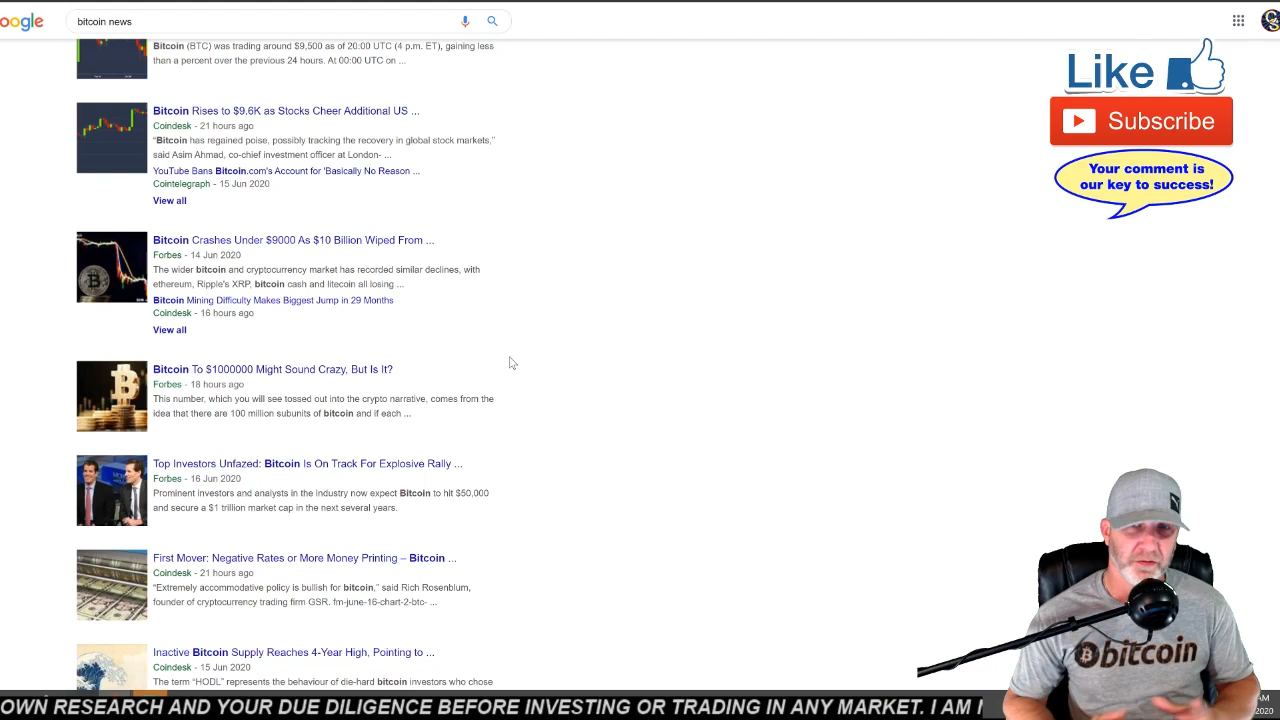 oogle
bitcoin news
Bitcoin (BTC) was trading around $9,500 as of 20:00 UTC (4 p.m. ET), gaining less
than a percent over the previous 24 hours. At 00:00 UTC on ...
Bitcoin Rises to $9.6K as Stocks Cheer Additional US ...
Coindesk - 21 hours ago
“Bitcoin has regained poise, possibly tracking the recovery in global stock markets,”
said Asim Ahmad, co-chief investment officer at London- ...
YouTube Bans Bitcoin.com's Account for 'Basically No Reason ...
Cointelegraph - 15 Jun 2020
View all
Bitcoin Crashes Under $9000 As $10 Billion Wiped From ...
Forbes - 14 Jun 2020
The wider bitcoin and cryptocurrency market has recorded similar declines, with
ethereum, Ripple's XRP, bitcoin cash and litecoin all losing ...
Bitcoin Mining Difficulty Makes Biggest Jump in 29 Months
Coindesk - 16 hours ago
View all
Bitcoin To $1000000 Might Sound Crazy, But Is It?
Forbes - 18 hours ago
This number, which you will see tossed out into the crypto narrative, comes from the
idea that there are 100 million subunits of bitcoin and if each ...
Top Investors Unfazed: Bitcoin Is On Track For Explosive Rally ...
Forbes - 16 Jun 2020
Prominent investors and analysts in the industry now expect Bitcoin to hit $50,000
and secure a $1 trillion market cap in the next several years.
First Mover: Negative Rates or More Money Printing – Bitcoin ...
Coindesk - 21 hours ago
“Extremely accommodative policy is bullish for bitcoin,” said Rich Rosenblum,
founder of cryptocurrency trading firm GSR. fm-june-16-chart-2-btc- ...
Inactive Bitcoin Supply Reaches 4-Year High, Pointing to ...
Coindesk - 15 Jun 2020
The term “HODL” represents the behaviour of die-hard bitcoin investors who chose
Like
Subscribe
Your comment is
our key to success!
bitcoin
AM
2020
OWN RESEARCH AND YOUR DUE DILIGENCE BEFORE INVESTING OR TRADING IN ANY MARKET. I AM